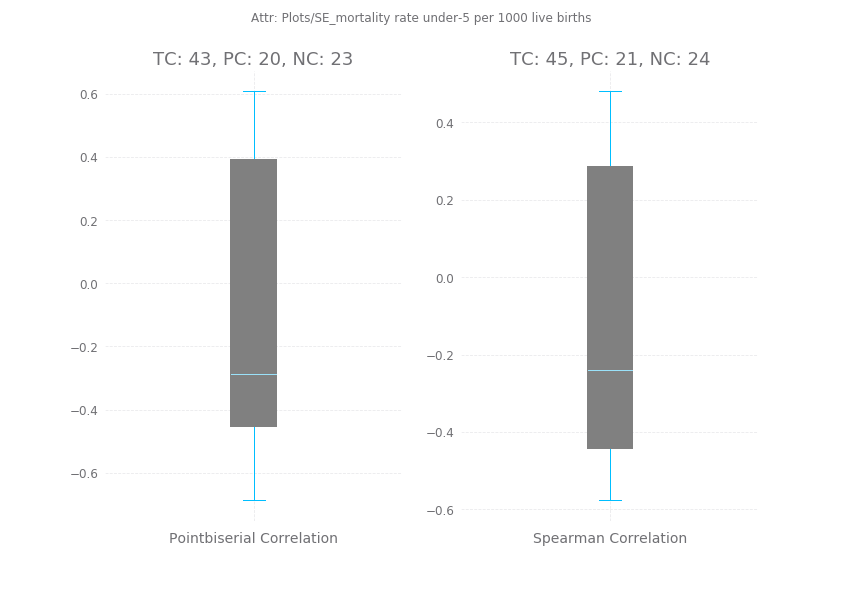 Attr: Plots/SE_mortality rate under-5 per 1000 live births
TC: 43, PC: 20, NC: 23
0.6
0.4
0.2
0.0
−0.2
−0.4
−0.6
Pointbiserial Correlation
TC: 45, PC: 21, NC: 24
0.4
0.2
0.0
−0.2
−0.4
−0.6
Spearman Correlation